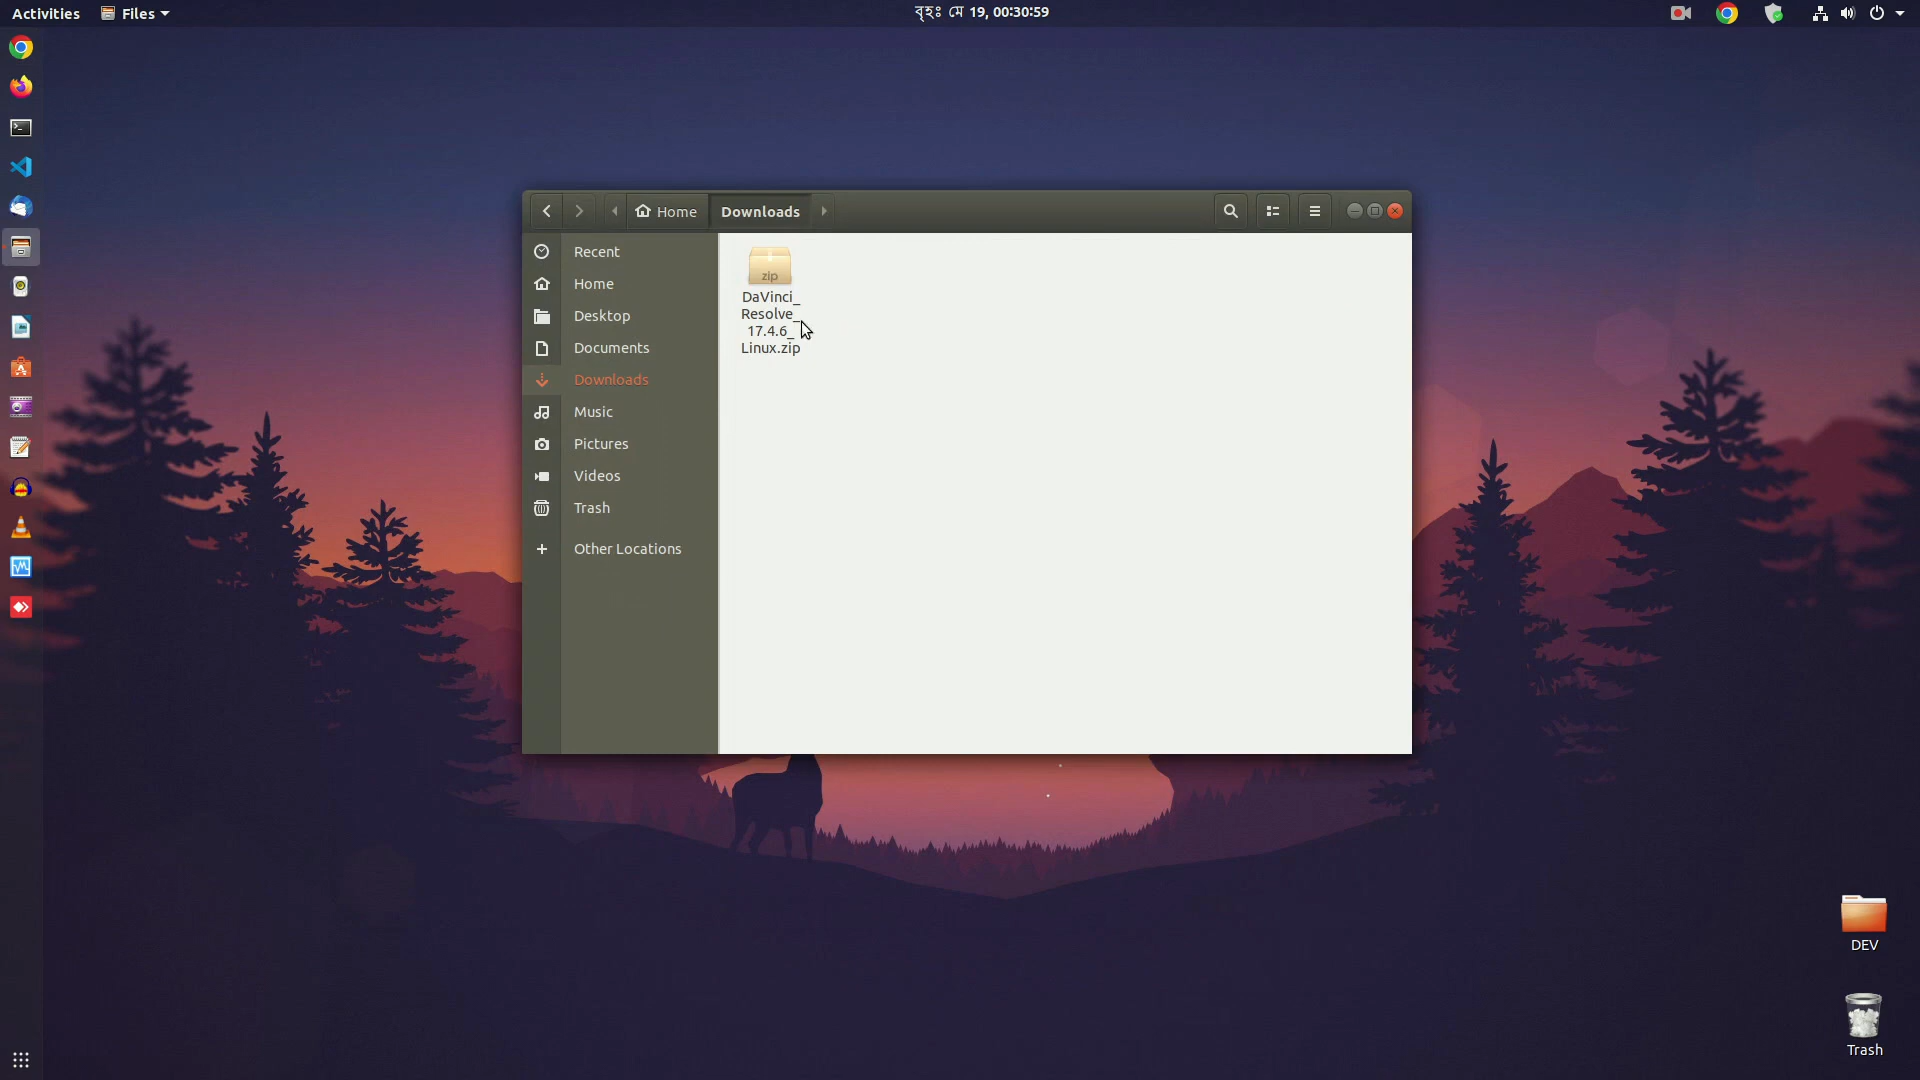 Activities
Files
বৃহঃ মে 19, 00:30:59
Home
Downloads
Recent
Home
Desktop
Documents
Downloads
Music
Pictures
Videos
Trash
Other Locations
zip
DaVinci_
Resolve_
17.4.6_
Linux.zip
DEV
Trash